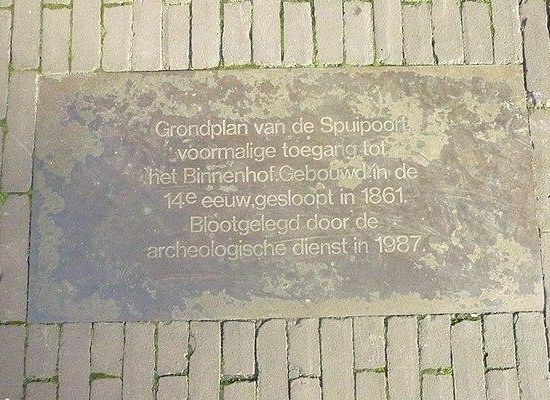 Grondplan van de Spuipoort,
voormalige toegang tot
het Binnenhof.Gebouwd in de
14e eeuw,gesloopt in 1861.
Blootgelegd door de
archeologische dienst in 1987.